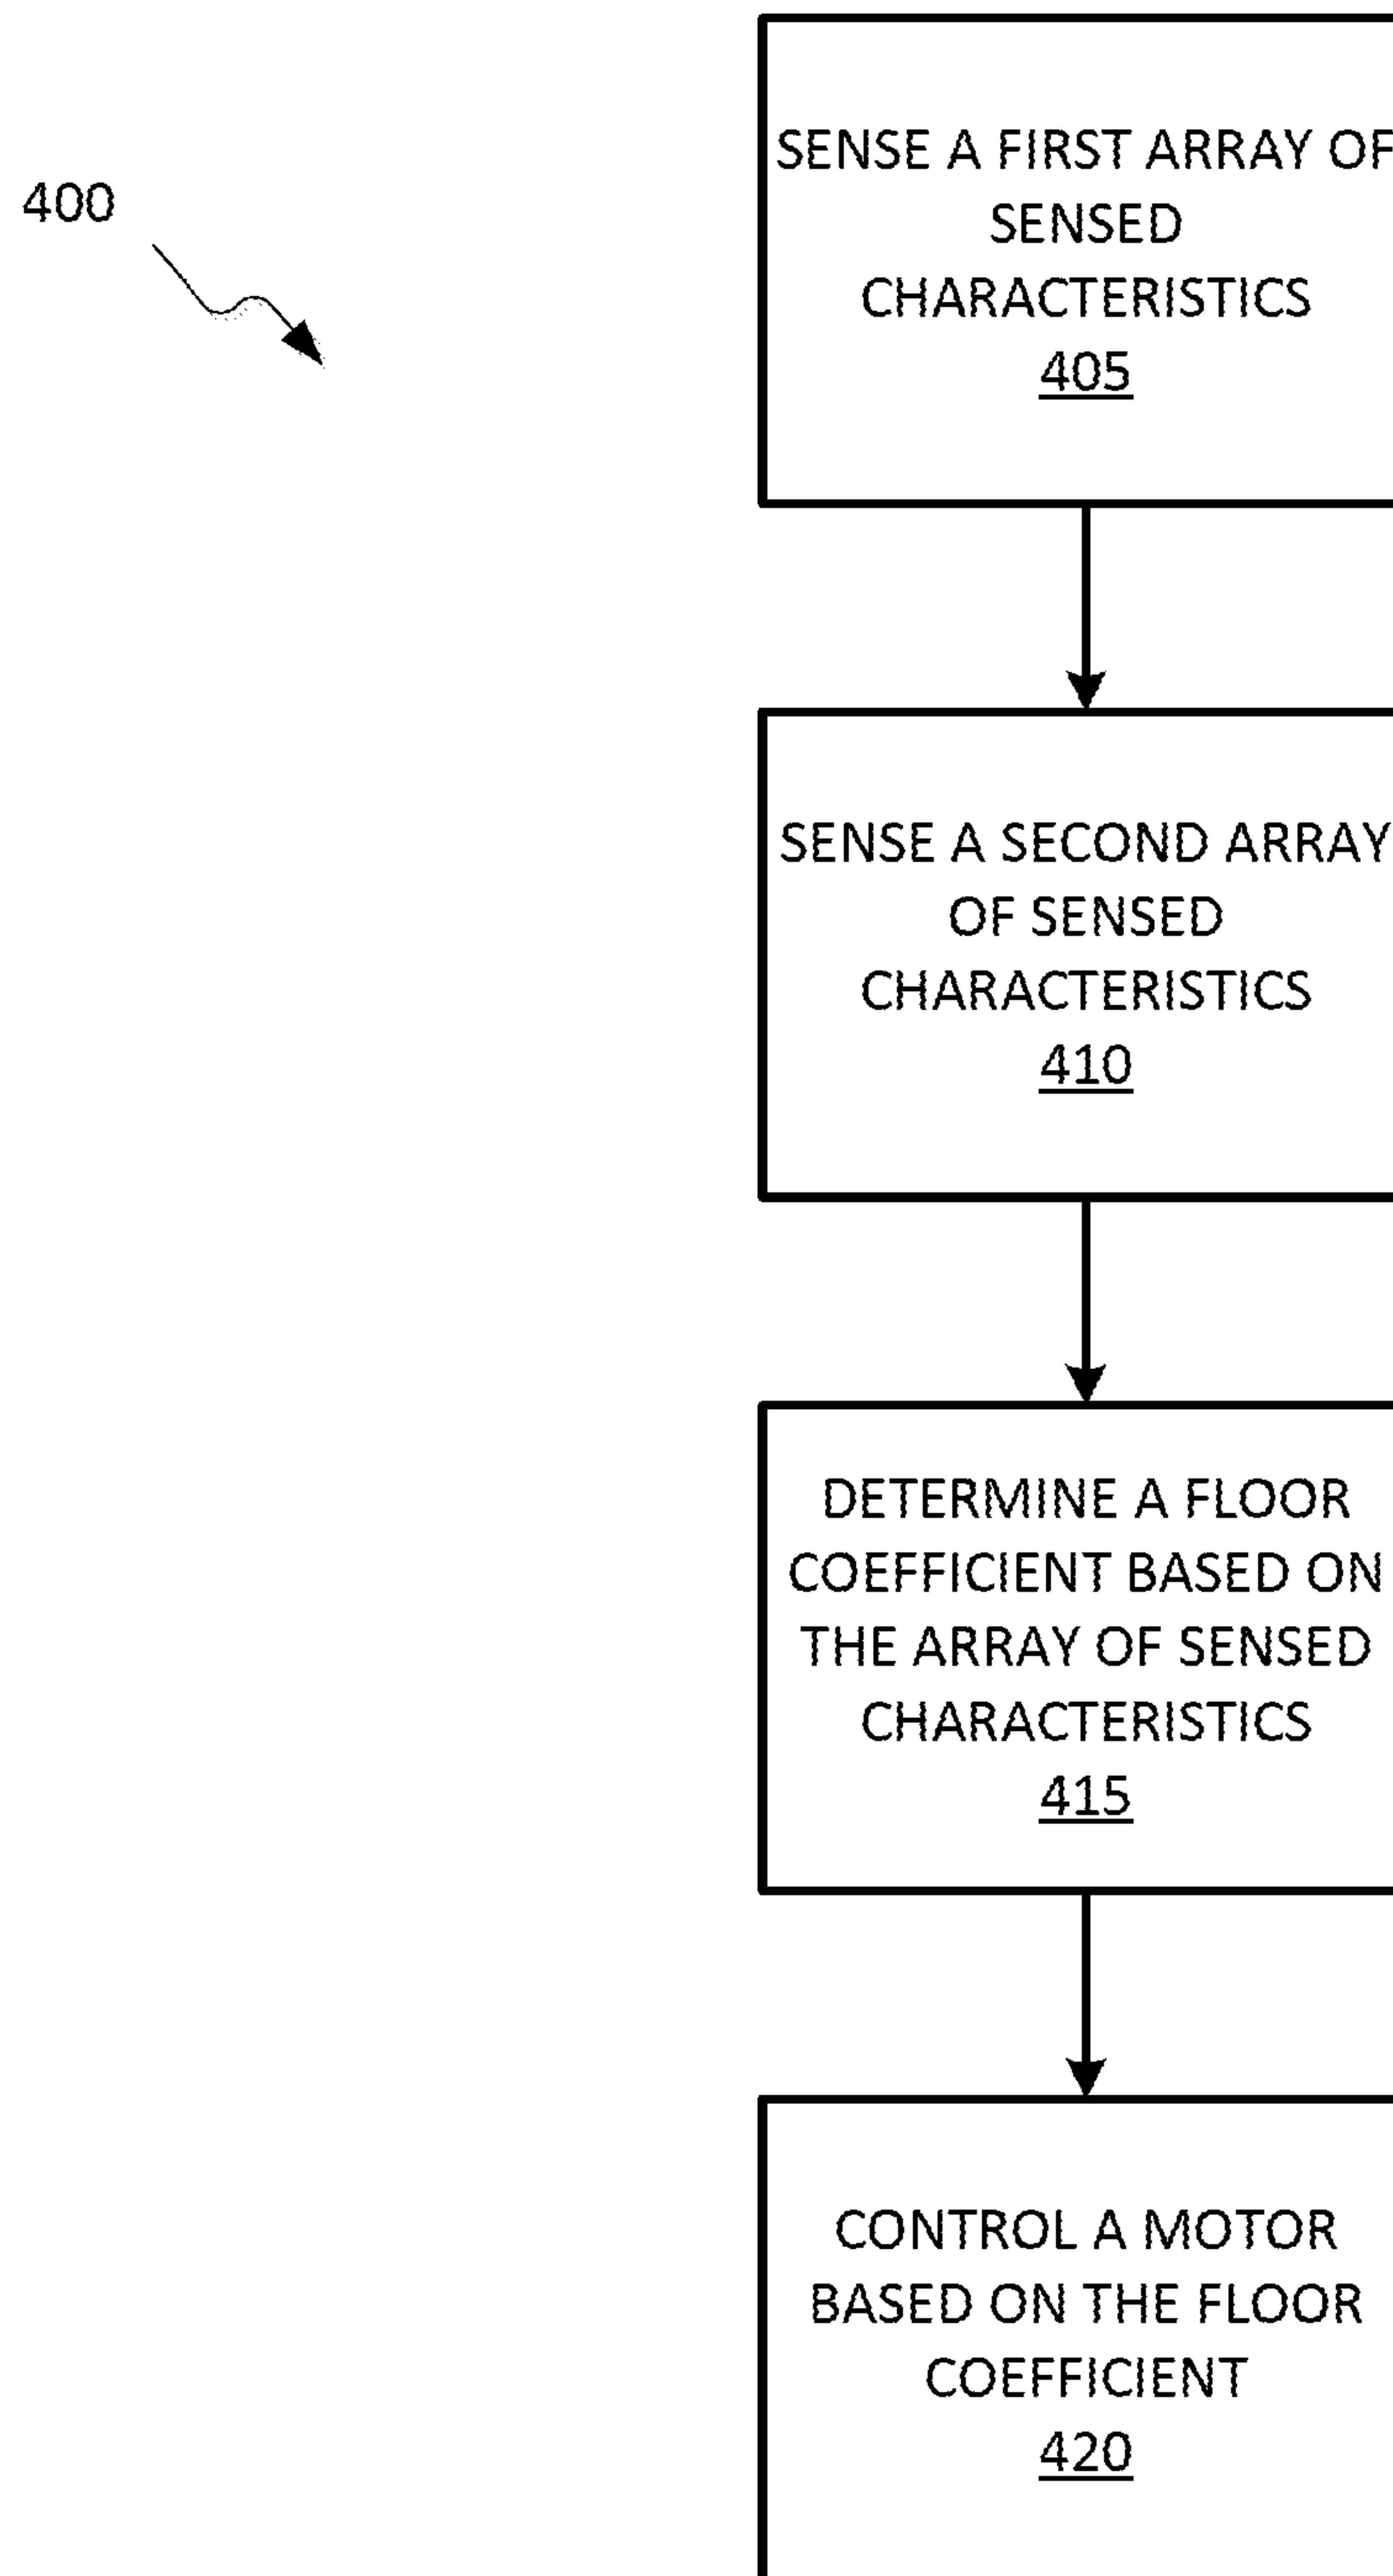 400
SENSE A FIRST ARRAY OF
SENSED
CHARACTERISTICS
405
SENSE A SECOND ARRAY
OF SENSED
CHARACTERISTICS
410
DETERMINE A FLOOR
COEFFICIENT BASED ON
THE ARRAY OF SENSED
CHARACTERISTICS
415
CONTROL A MOTOR
BASED ON THE FLOOR
COEFFICIENT
420